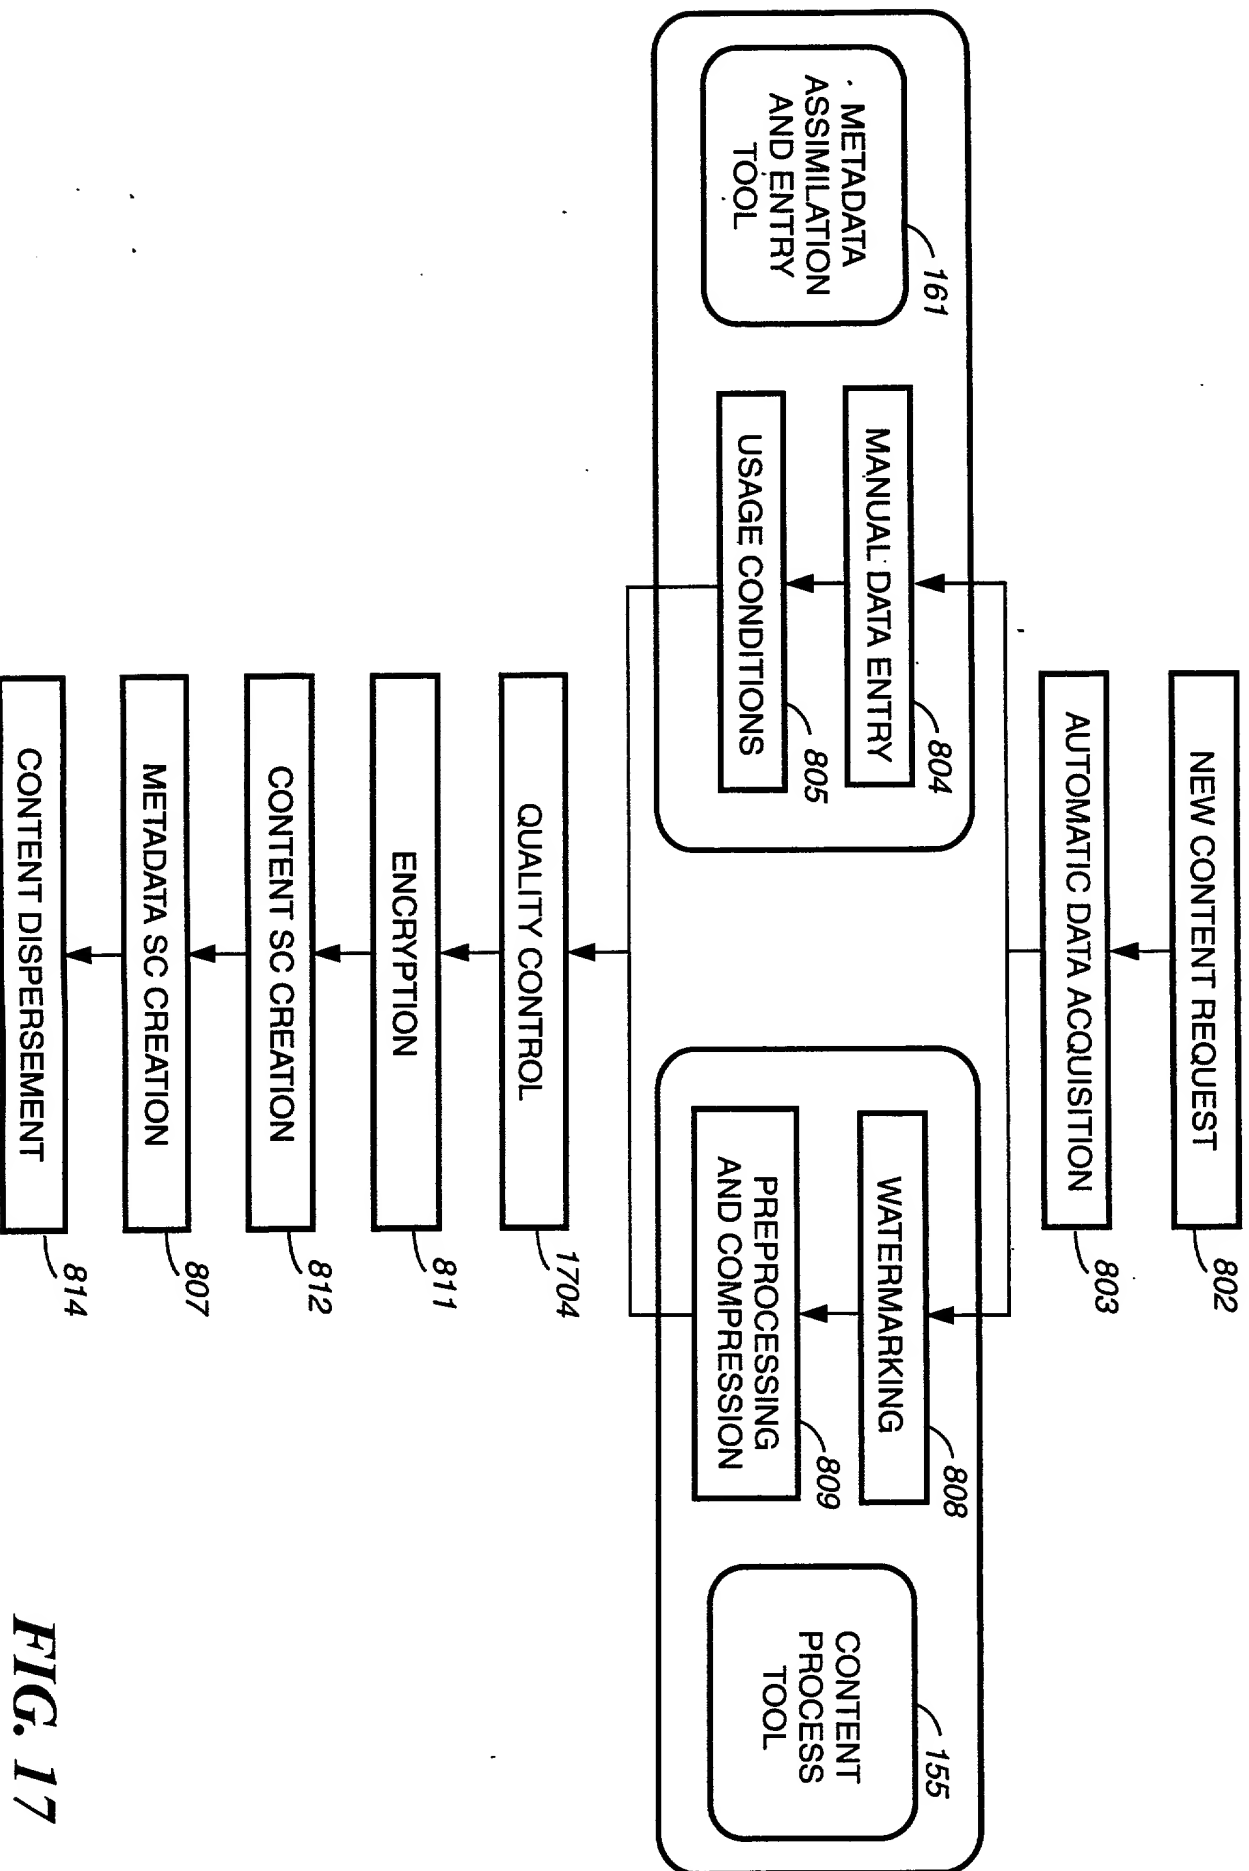 NEW CONTENT REQUEST
802
AUTOMATIC DATA ACQUISITION
803
METADATA
ASSIMILATION
AND ENTRY
TOOL
161
MANUAL DATA ENTRY
804
USAGE CONDITIONS
805
WATERMARKING
808
PREPROCESSING
AND COMPRESSION
809
CONTENT
PROCESS
TOOL
155
QUALITY CONTROL
1704
ENCRYPTION
811
CONTENT SC CREATION
812
METADATA SC CREATION
807
CONTENT DISPERSEMENT
814
FIG. 17